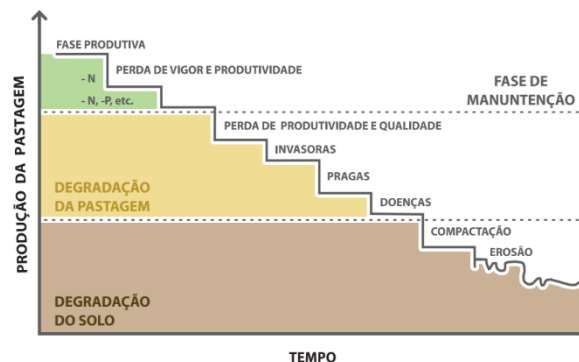 FASE PRODUTIVA
- N
PERDA DE VIGOR E PRODUTIVIDADE
- N, -P, etc.
FASE DE
MANUNTENÇÃO
PERDA DE PRODUTIVIDADE E QUALIDADE
INVASORAS
PRAGAS
DEGRADAÇÃO
DA PASTAGEM
DOENÇAS
COMPACTAÇÃO
EROSÃO
DEGRADAÇÃO
DO SOLO
PRODUÇÃO DA PASTAGEM
TEMPO